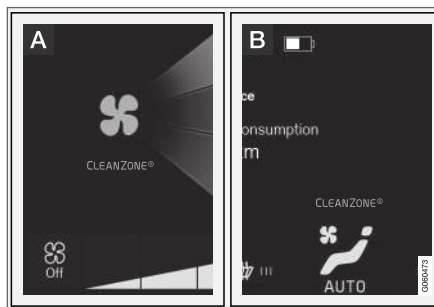 A
CLEANZONE®
Off
B
ce
onsumption
m
CLEANZONE®
AUTO
G060473